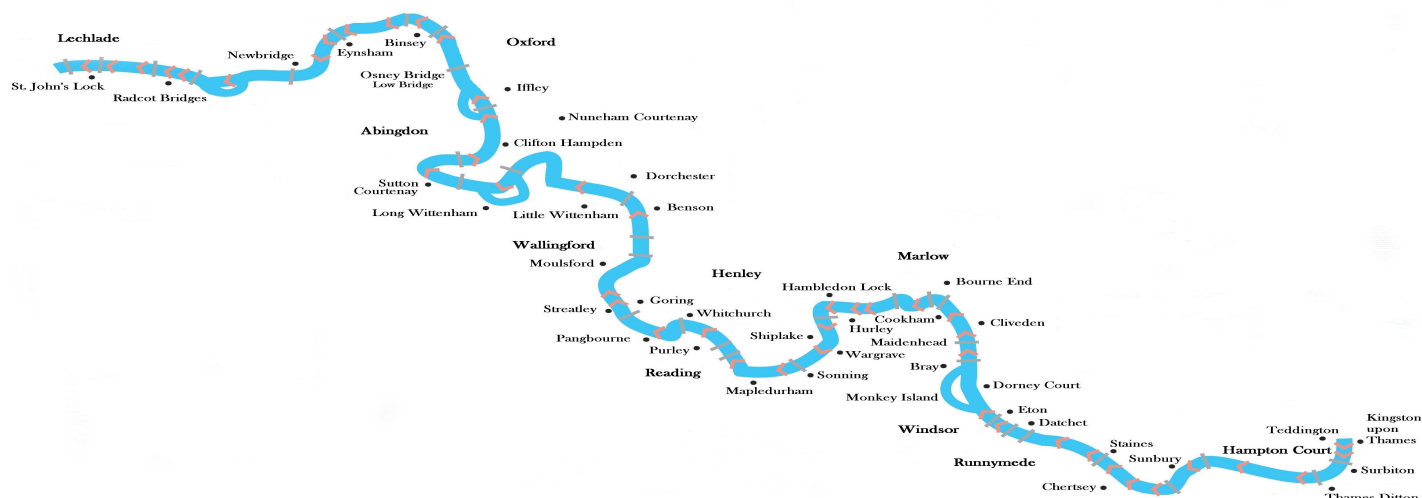 Lechlade
St. John's Lock
Radcot Bridges
Newbridge
Eynsham
Binsey
Oxford
Osney Bridge
Low Bridge
Iffley
Nuneham Courtenay
Abingdon
Clifton Hampden
Sutton
Courtenay
Long Wittenham
Little Wittenham
Dorchester
Benson
Wallingford
Moulsford
Streatley
Goring
Whitchurch
Pangbourne
Purley
Reading
Mapledurham
Henley
Hambledon Lock
Shiplake
Sonning
Wargrave
Hurley
Marlow
Bourne End
Cookham
Cliveden
Maidenhead
Bray
Dorney Court
Monkey Island
Eton
Windsor
Datchet
Runnymede
Staines
Chertsey
Sunbury
Hampton Court
Teddington
Kingston
upon
Thames
Surbiton
Thames Ditton